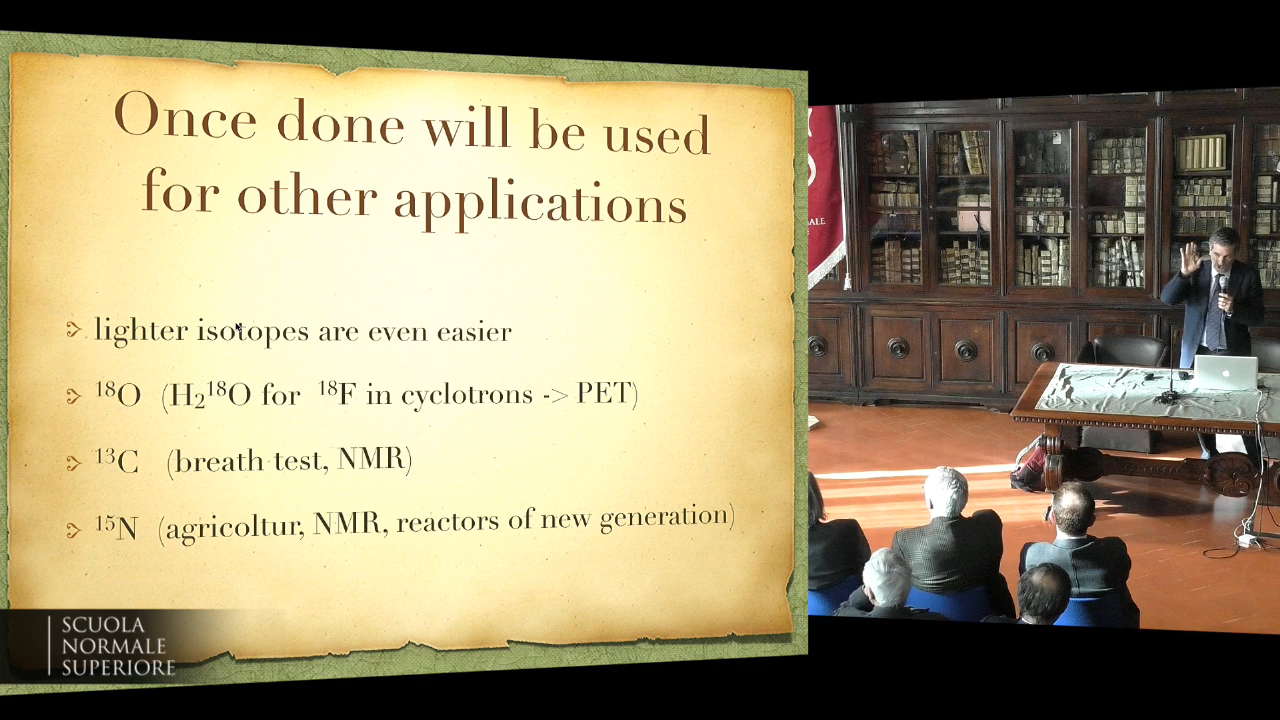 Once done will be used
for other applications
lighter isotopes are even easier
¹⁸O (H₂¹⁸O for ¹⁸F in cyclotrons -> PET)
¹³C (breath test, NMR)
¹⁵N (agricoltur, NMR, reactors of new generation)
SCUOLA
NORMALE
SUPERIORE
ALE